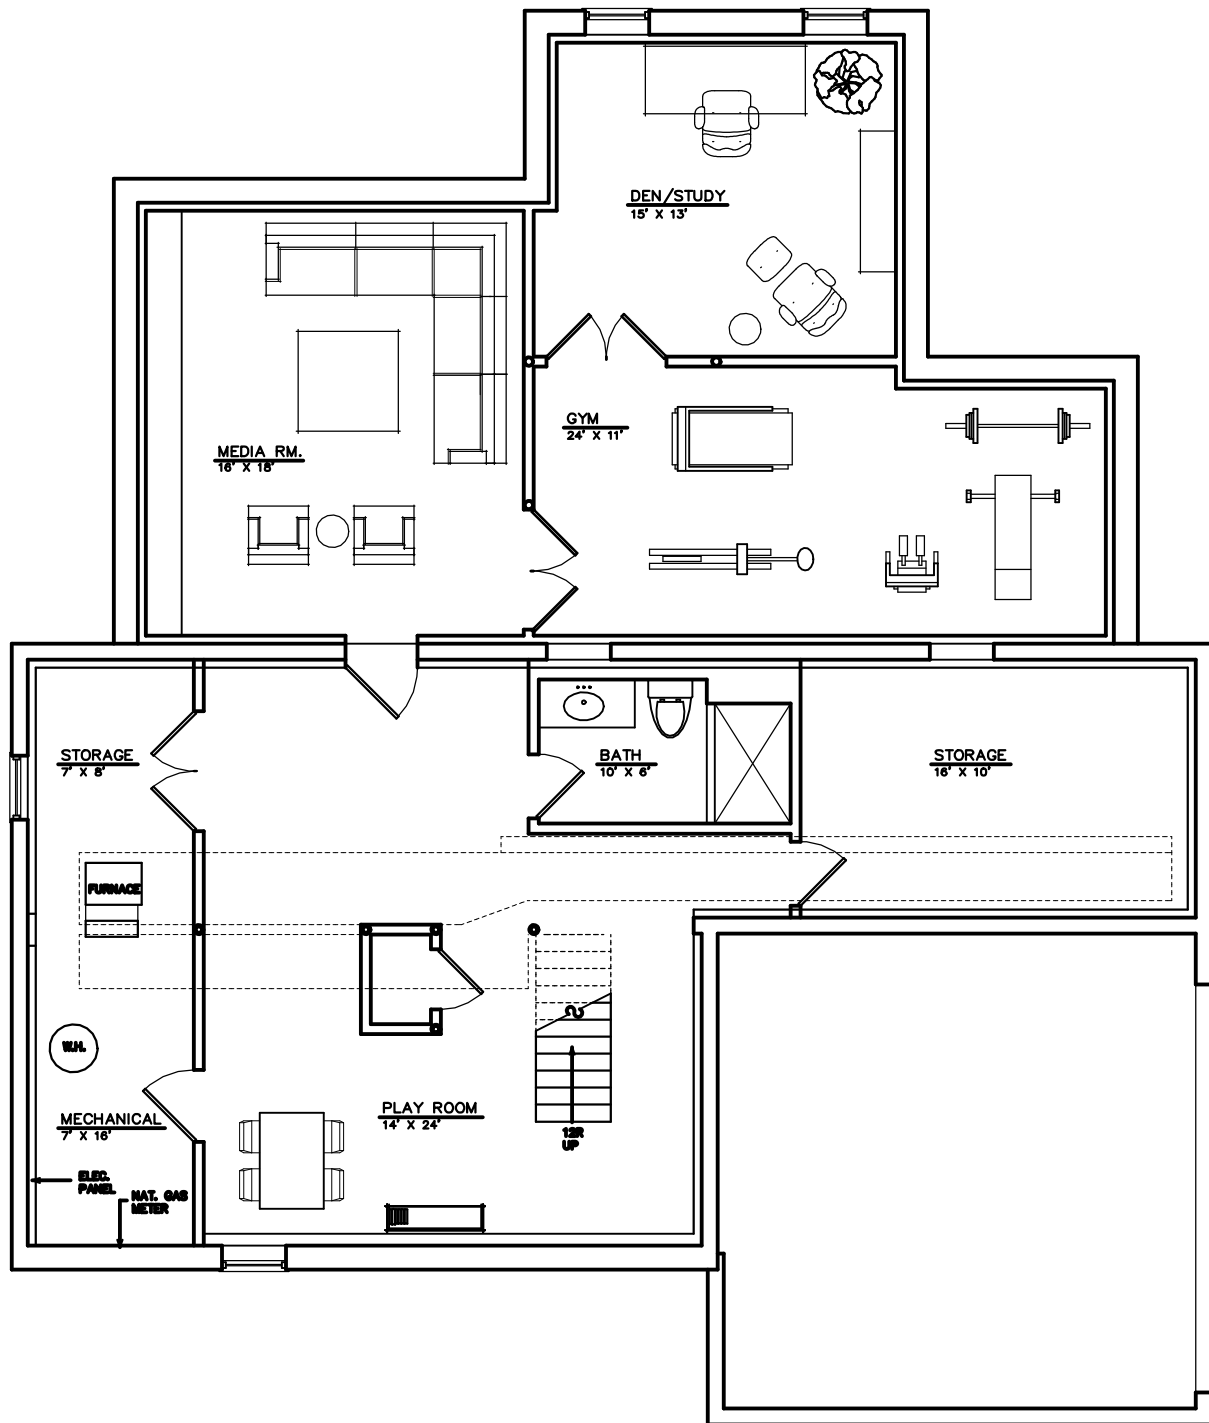 DEN/STUDY
15' X 13'
GYM
24' X 11'
MEDIA RM.
16' X 18'
STORAGE
7' X 8'
BATH
10' X 6'
STORAGE
16' X 10'
FURNACE
W.H.
MECHANICAL
7' X 16'
PLAY ROOM
14' X 24'
12R
UP
ELEC.
PANEL
NAT. GAS
METER